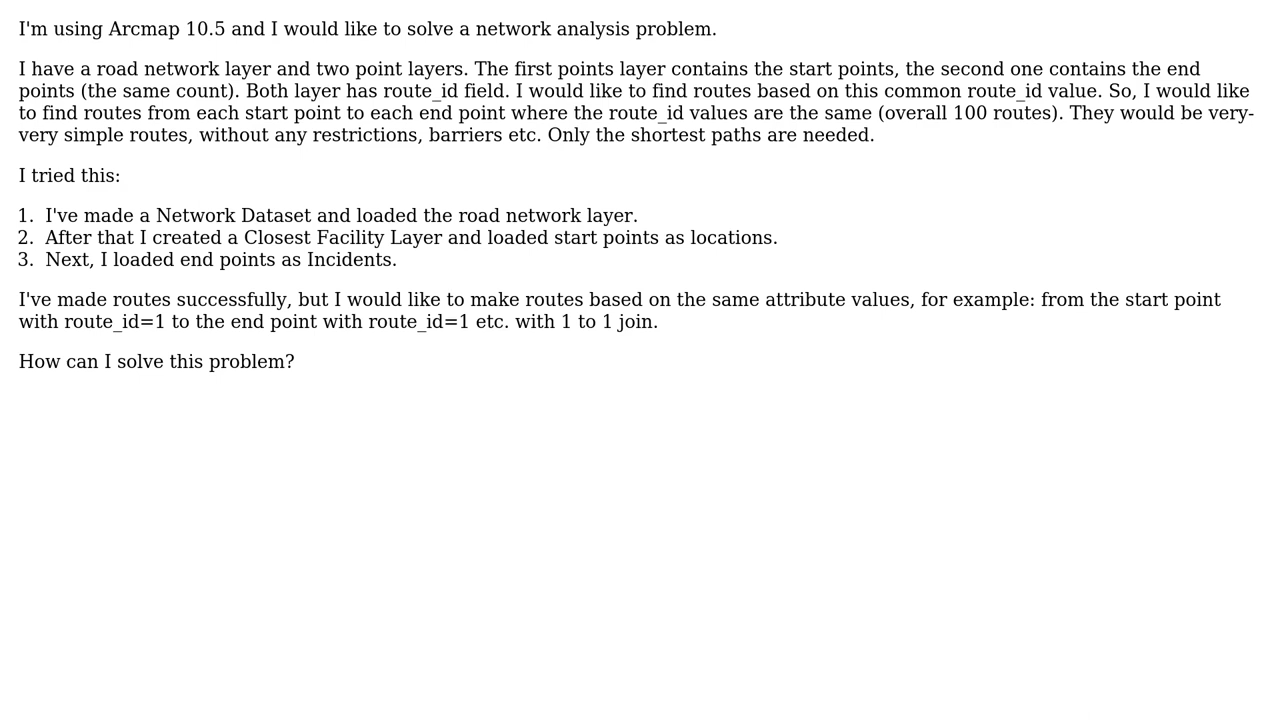 I'm using Arcmap 10.5 and I would like to solve a network analysis problem.
I have a road network layer and two point layers. The first points layer contains the start points, the second one contains the end
points (the same count). Both layer has route_id field. I would like to find routes based on this common route_id value. So, I would like
to find routes from each start point to each end point where the route_id values are the same (overall 100 routes). They would be very-
very simple routes, without any restrictions, barriers etc. Only the shortest paths are needed.
I tried this:
1. I've made a Network Dataset and loaded the road network layer.
2. After that I created a Closest Facility Layer and loaded start points as locations.
3. Next, I loaded end points as Incidents.
I've made routes successfully, but I would like to make routes based on the same attribute values, for example: from the start point
with route_id=1 to the end point with route_id=1 etc. with 1 to 1 join.
How can I solve this problem?